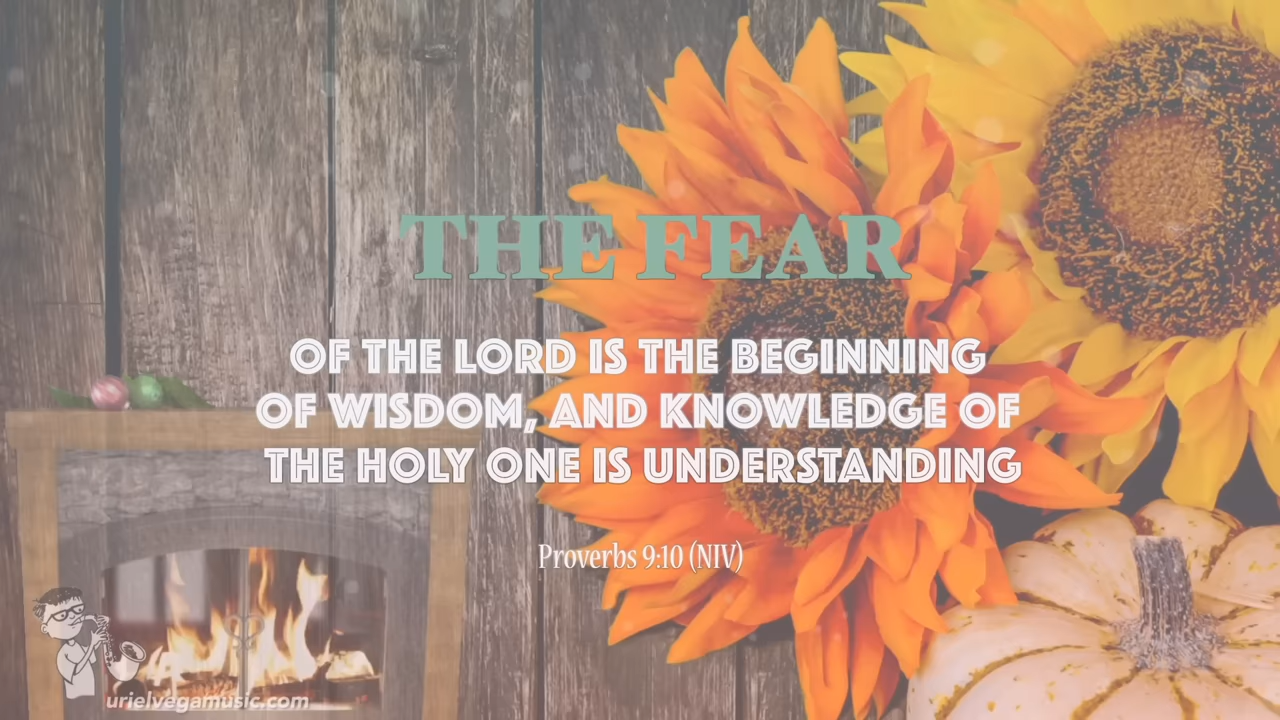 THE FEAR
OF THE LORD IS THE BEGINNING
OF WISDOM, AND KNOWLEDGE OF
THE HOLY ONE IS UNDERSTANDING
Proverbs 9:10 (NIV)
urielvegamusic.com